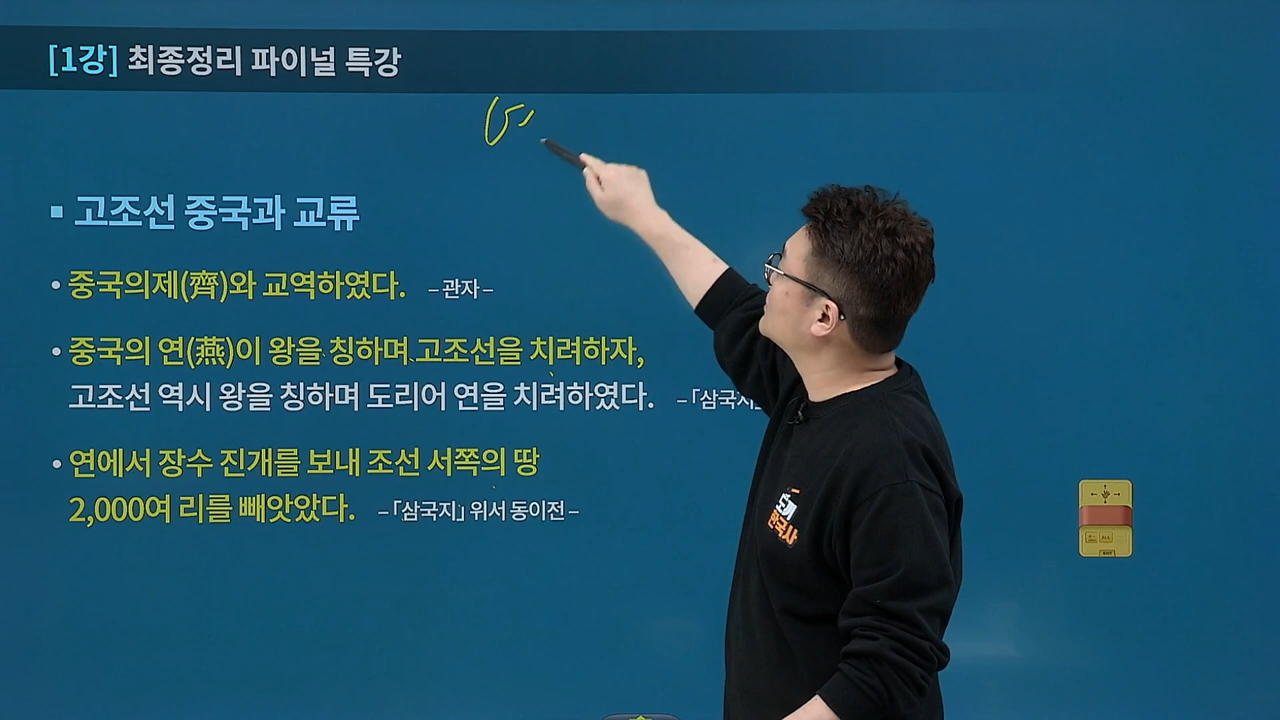 [1강] 최종정리 파이널 특강
▪ 고조선 중국과 교류
• 중국의제(齊)와 교역하였다. – 관자 –
• 중국의 연(燕)이 왕을 칭하며 고조선을 치려하자,
고조선 역시 왕을 칭하며 도리어 연을 치려하였다. – 「삼국지」
• 연에서 장수 진개를 보내 조선 서쪽의 땅
2,000여 리를 빼앗았다. – 「삼국지」 위서 동이전 –
한국사